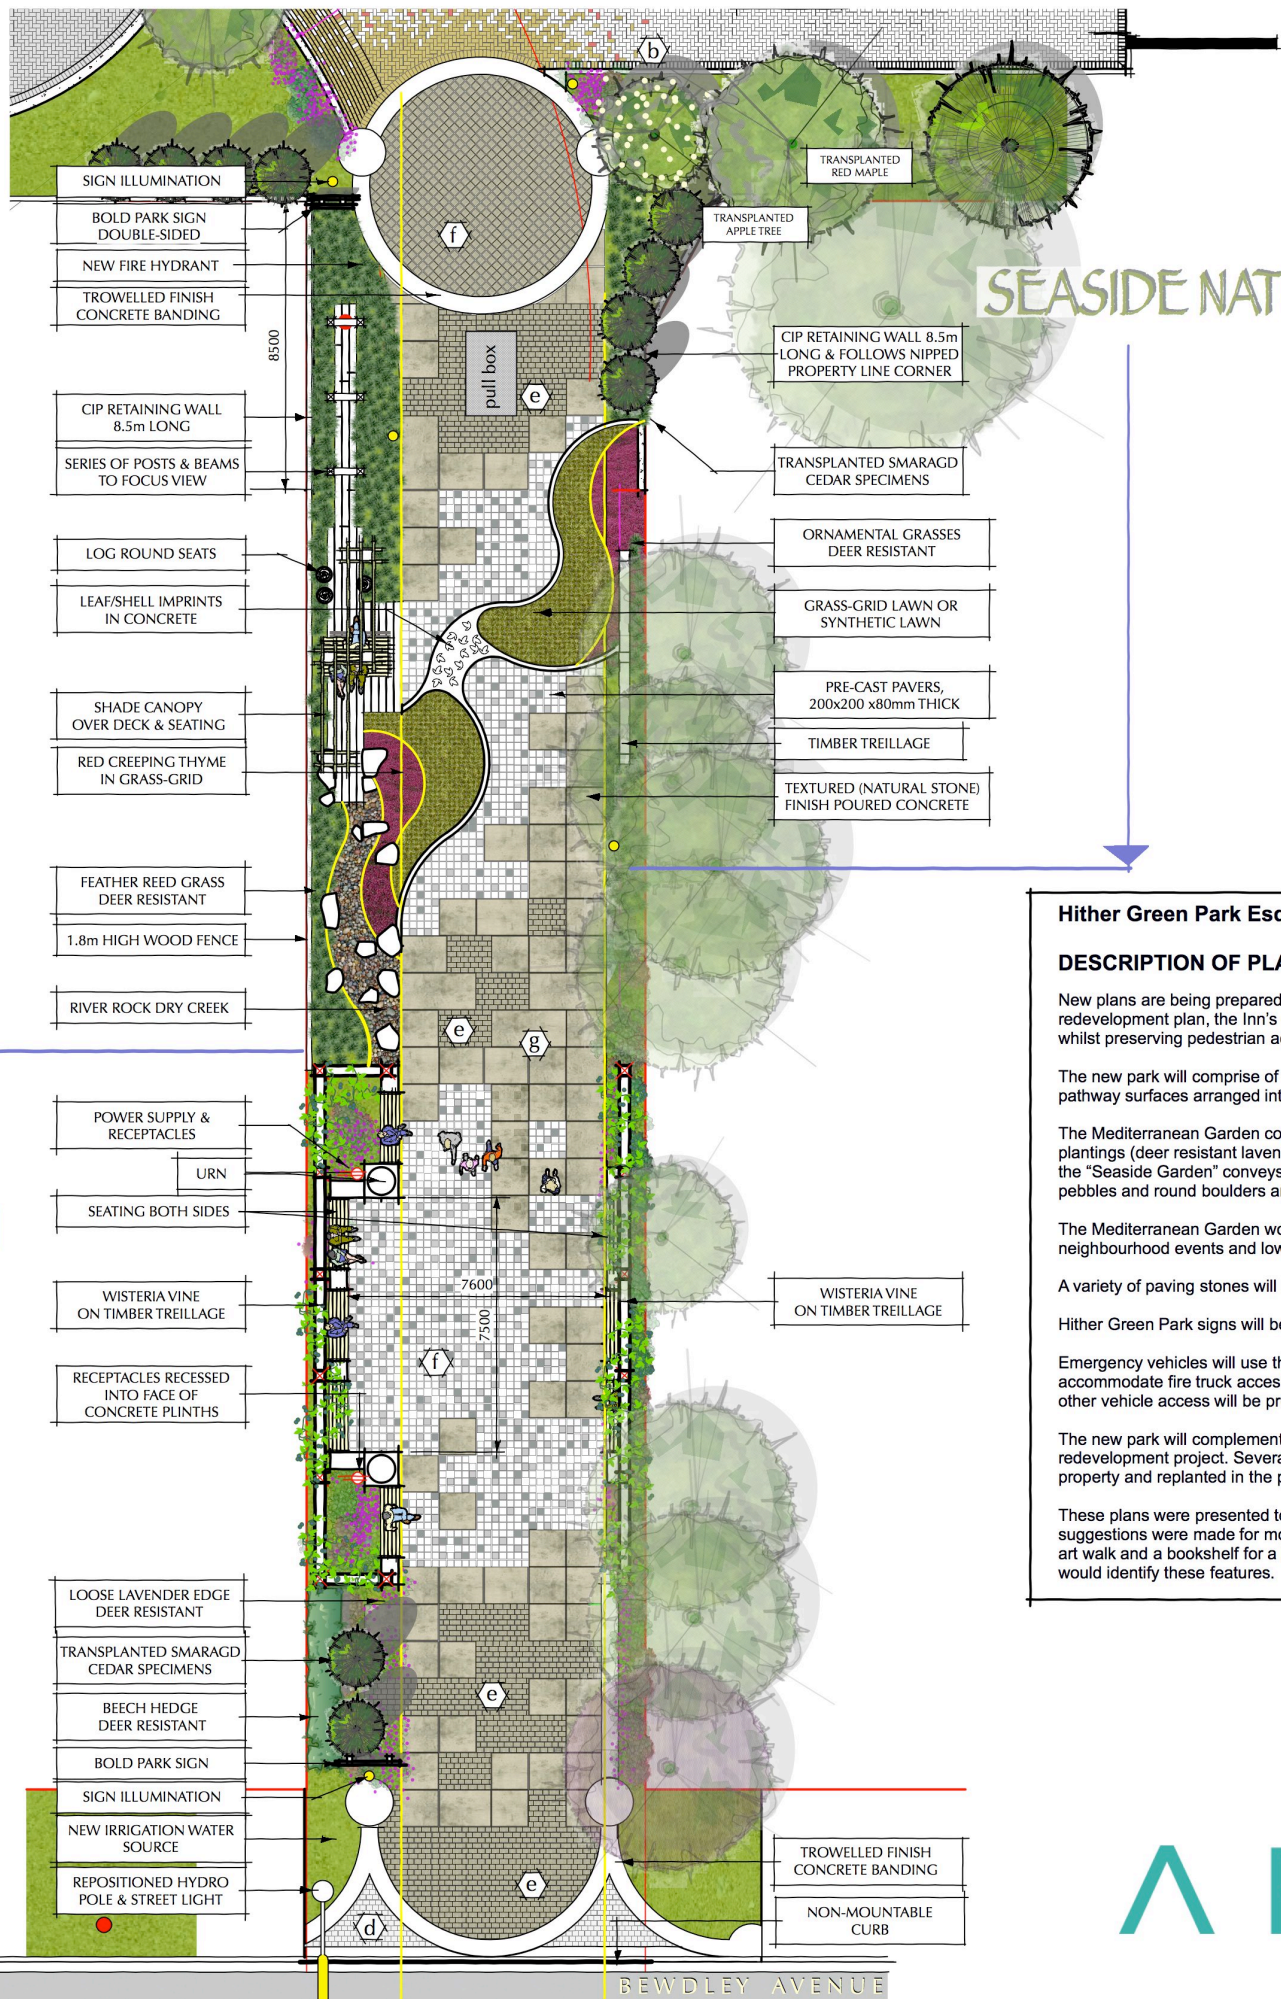 b
SIGN ILLUMINATION
BOLD PARK SIGN
DOUBLE-SIDED
NEW FIRE HYDRANT
TROWELLED FINISH
CONCRETE BANDING
8500
CIP RETAINING WALL
8.5m LONG
SERIES OF POSTS & BEAMS
TO FOCUS VIEW
LOG ROUND SEATS
LEAF/SHELL IMPRINTS
IN CONCRETE
SHADE CANOPY
OVER DECK & SEATING
RED CREEPING THYME
IN GRASS-GRID
FEATHER REED GRASS
DEER RESISTANT
1.8m HIGH WOOD FENCE
RIVER ROCK DRY CREEK
POWER SUPPLY &
RECEPTACLES
URN
SEATING BOTH SIDES
WISTERIA VINE
ON TIMBER TREILLAGE
RECEPTACLES RECESSED
INTO FACE OF
CONCRETE PLINTHS
LOOSE LAVENDER EDGE
DEER RESISTANT
TRANSPLANTED SMARAGD
CEDAR SPECIMENS
BEECH HEDGE
DEER RESISTANT
BOLD PARK SIGN
SIGN ILLUMINATION
NEW IRRIGATION WATER
SOURCE
REPOSITIONED HYDRO
POLE & STREET LIGHT
f
pull box
e
e
g
7600
7500
f
e
e
d
TRANSPLANTED
RED MAPLE
TRANSPLANTED
APPLE TREE
SEASIDE NAT
CIP RETAINING WALL 8.5m
LONG & FOLLOWS NIPPED
PROPERTY LINE CORNER
TRANSPLANTED SMARAGD
CEDAR SPECIMENS
ORNAMENTAL GRASSES
DEER RESISTANT
GRASS-GRID LAWN OR
SYNTHETIC LAWN
PRE-CAST PAVERS,
200x200 x80mm THICK
TIMBER TREILLAGE
TEXTURED (NATURAL STONE)
FINISH POURED CONCRETE
WISTERIA VINE
ON TIMBER TREILLAGE
TROWELLED FINISH
CONCRETE BANDING
NON-MOUNTABLE
CURB
BEWDLEY AVENUE
Hither Green Park Esq
DESCRIPTION OF PLA
New plans are being prepared
redevelopment plan, the Inn's
whilst preserving pedestrian a
The new park will comprise of
pathway surfaces arranged int
The Mediterranean Garden co
plantings (deer resistant laven
the “Seaside Garden” conveys
pebbles and round boulders a
The Mediterranean Garden wo
neighbourhood events and low
A variety of paving stones will
Hither Green Park signs will be
Emergency vehicles will use th
accommodate fire truck acces
other vehicle access will be pr
The new park will complement
redevelopment project. Severa
property and replanted in the p
These plans were presented to
suggestions were made for mo
art walk and a bookshelf for a
would identify these features.
A